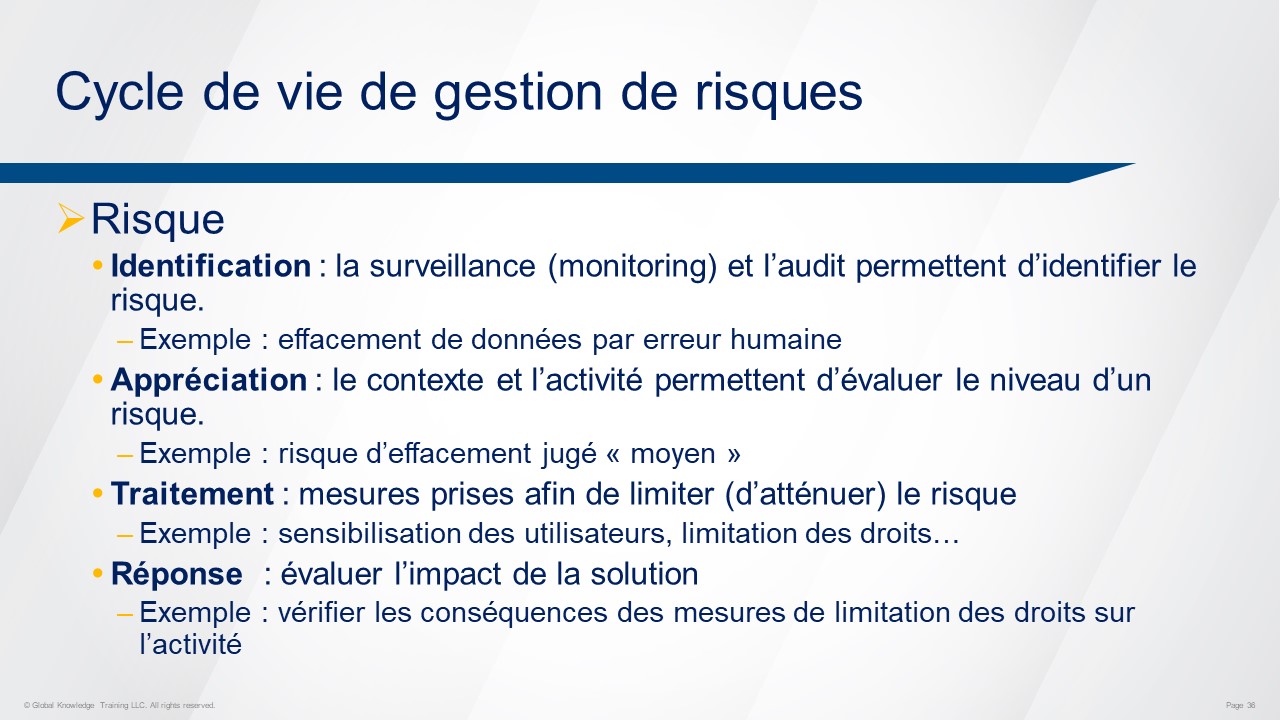 Cycle de vie de gestion de risques
Risque
Identification : la surveillance (monitoring) et l’audit permettent d’identifier le
risque.
– Exemple : effacement de données par erreur humaine
Appréciation : le contexte et l’activité permettent d’évaluer le niveau d’un
risque.
– Exemple : risque d’effacement jugé « moyen »
Traitement : mesures prises afin de limiter (d’atténuer) le risque
– Exemple : sensibilisation des utilisateurs, limitation des droits…
Réponse : évaluer l’impact de la solution
– Exemple : vérifier les conséquences des mesures de limitation des droits sur
l’activité
© Global Knowledge Training LLC. All rights reserved.
Page 36